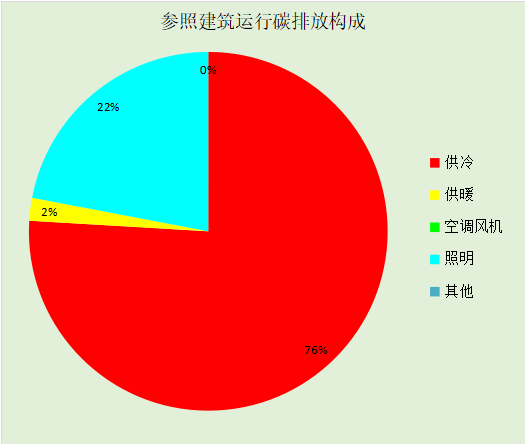 参照建筑运行碳排放构成
0%
22%
2%
76%
供冷
供暖
空调风机
照明
其他